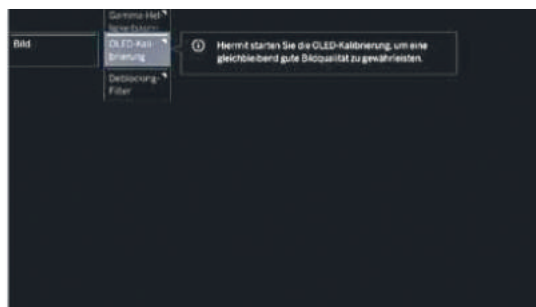 Gamma-Hel-
Bild
OLED-Kali-
brierung
Hiermit starten Sie die OLED-Kalibrierung, um eine
gleichbleibend gute Bildqualität zu gewährleisten.
Deblocking-
Filter